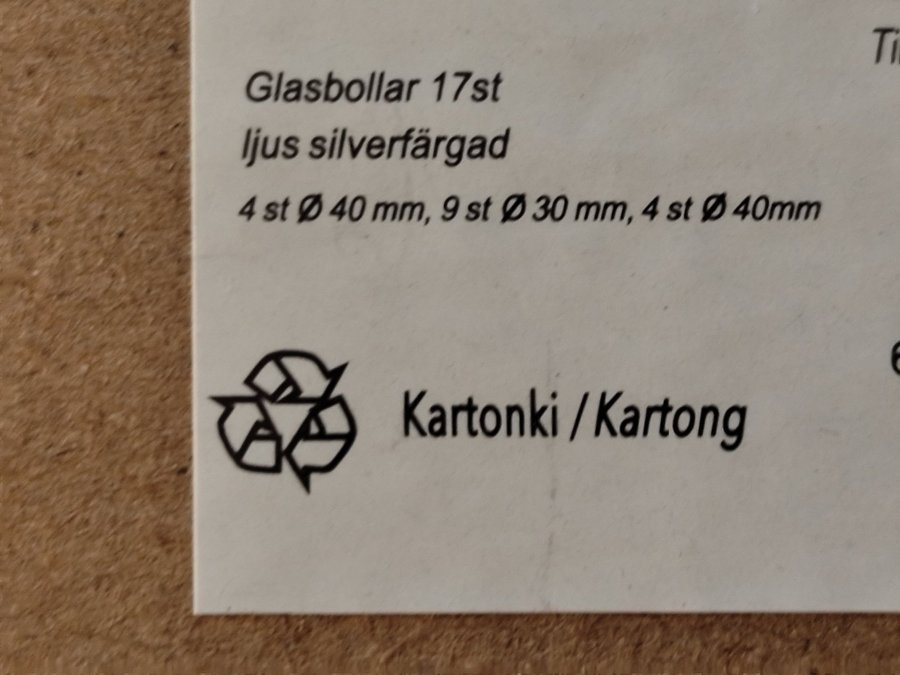 Glasbollar 17st
ljus silverfärgad
4 st Ø 40 mm, 9 st Ø 30 mm, 4 st Ø 40mm
Kartonki / Kartong